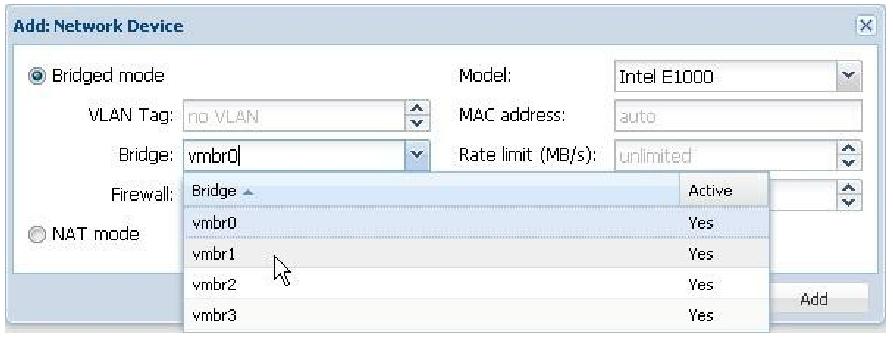 Add: Network Device
Bridged mode
Model: Intel E1000
VLAN Tag: no VLAN
MAC address: auto
Bridge: vmbr0
Rate limit (MB/s): unlimited
Firewall:
Bridge Active
vmbr0 Yes
vmbr1 Yes
vmbr2 Yes
vmbr3 Yes
NAT mode
Add